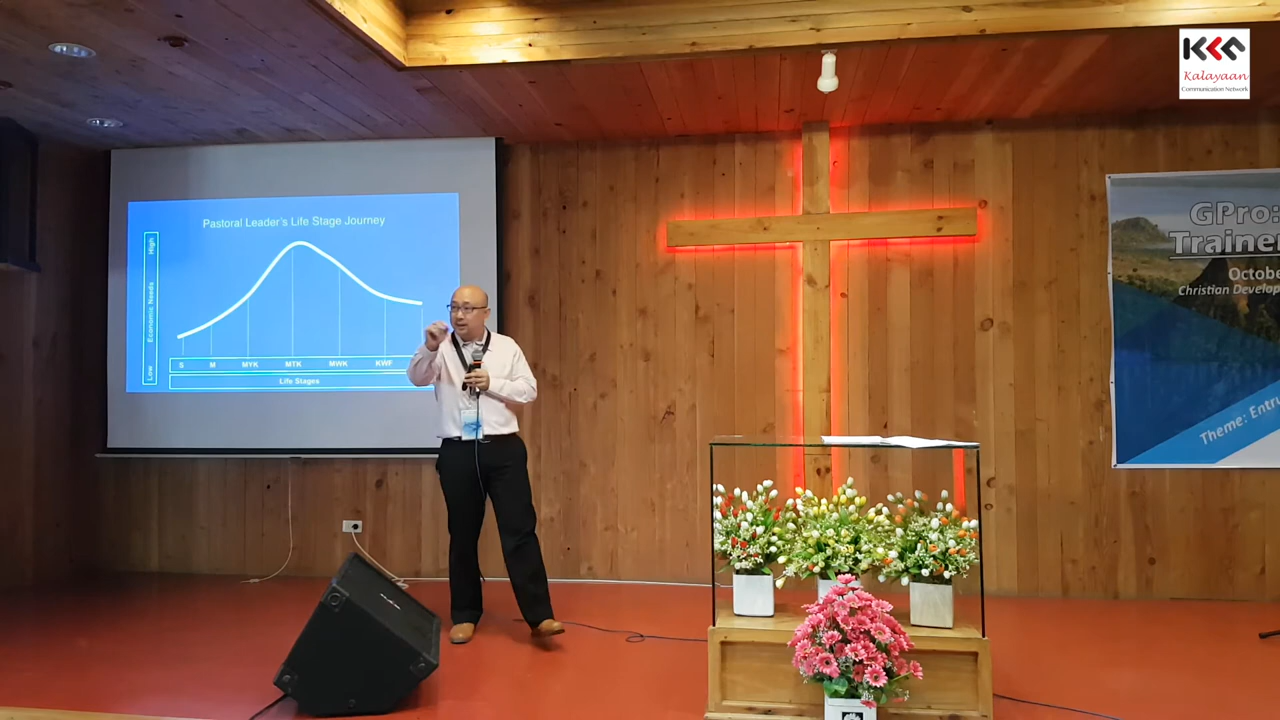 KCN
Kalayaan
Communication Network
Pastoral Leader's Life Stage Journey
High
Economic Needs
Low
S M MYK MTK MWK KWF
Life Stages
GPro:
Traine
Octobe
Christian Develop
Theme: Entru